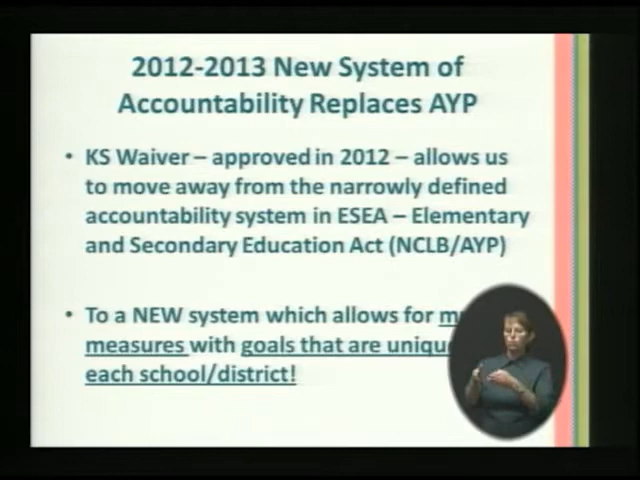 2012-2013 New System of
Accountability Replaces AYP
• KS Waiver – approved in 2012 – allows us
to move away from the narrowly defined
accountability system in ESEA – Elementary
and Secondary Education Act (NCLB/AYP)
• To a NEW system which allows for
measures with goals that are
each school/district!